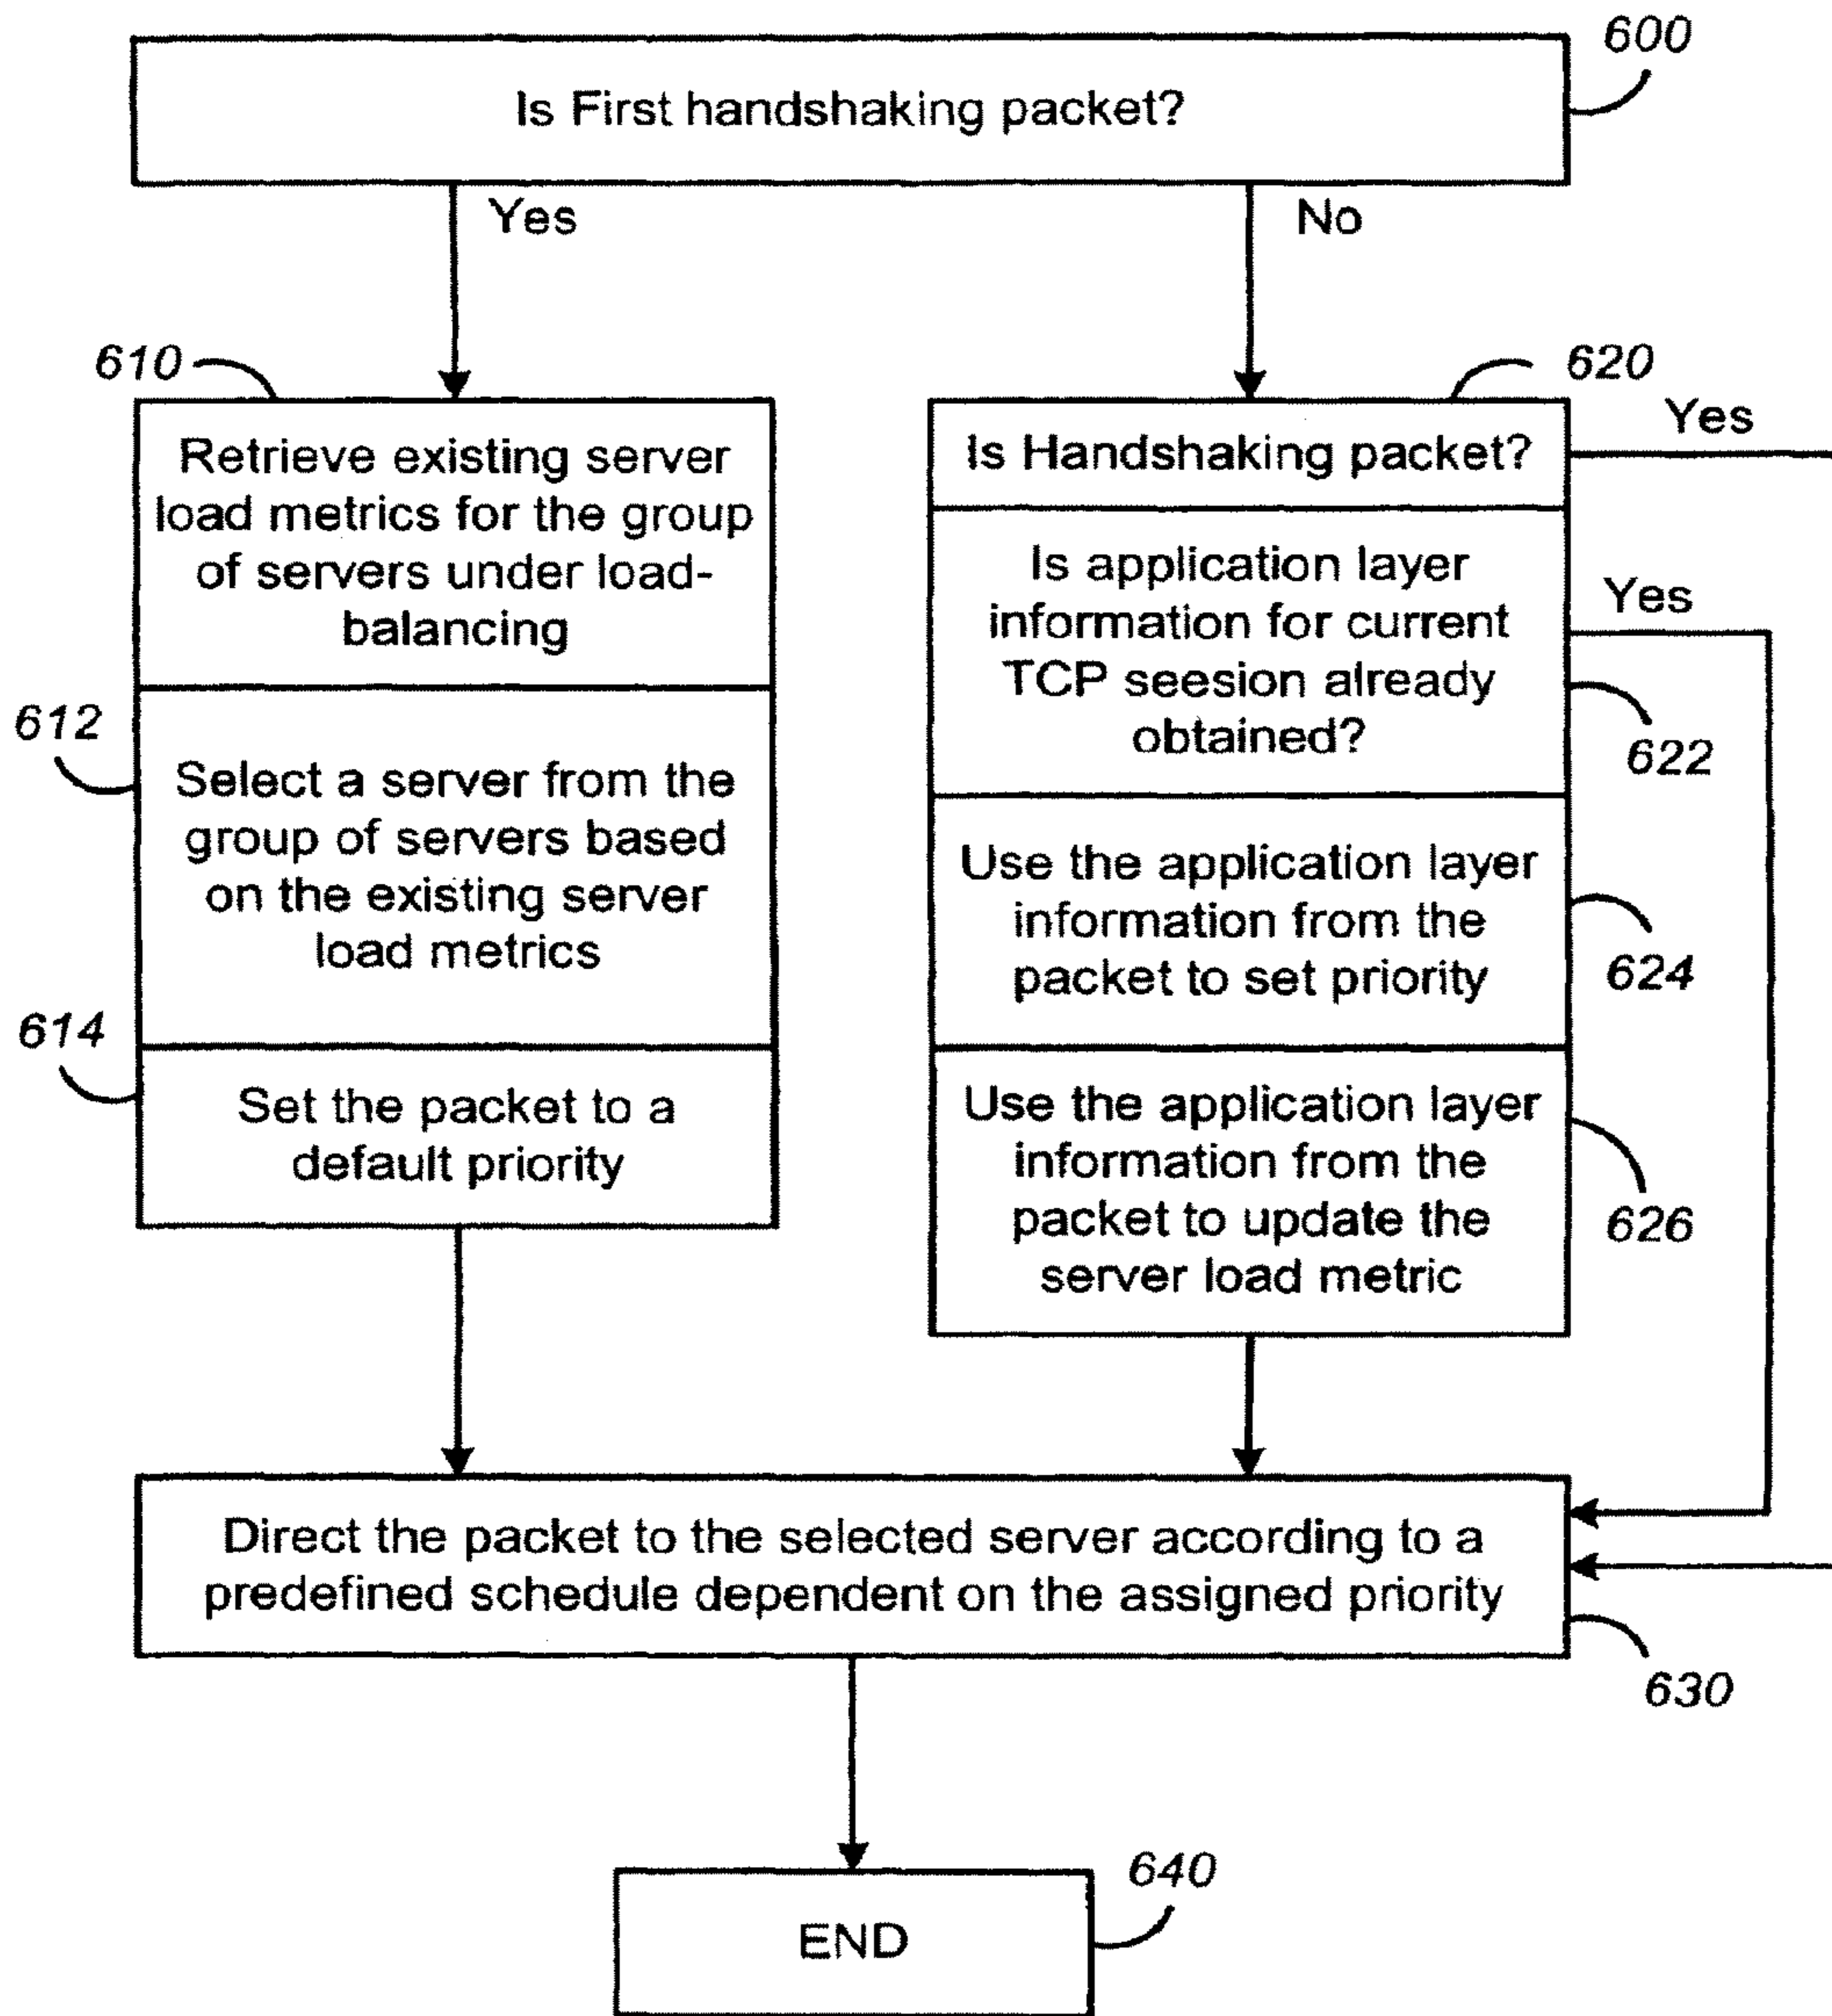 600
Is First handshaking packet?
Yes
No
610
Retrieve existing server
load metrics for the group
of servers under load-
balancing
612
Select a server from the
group of servers based
on the existing server
load metrics
614
Set the packet to a
default priority
620
Is Handshaking packet?
Yes
Is application layer
information for current
TCP seesion already
obtained?
Yes
622
Use the application layer
information from the
packet to set priority
624
Use the application layer
information from the
packet to update the
server load metric
626
Direct the packet to the selected server according to a
predefined schedule dependent on the assigned priority
630
END
640